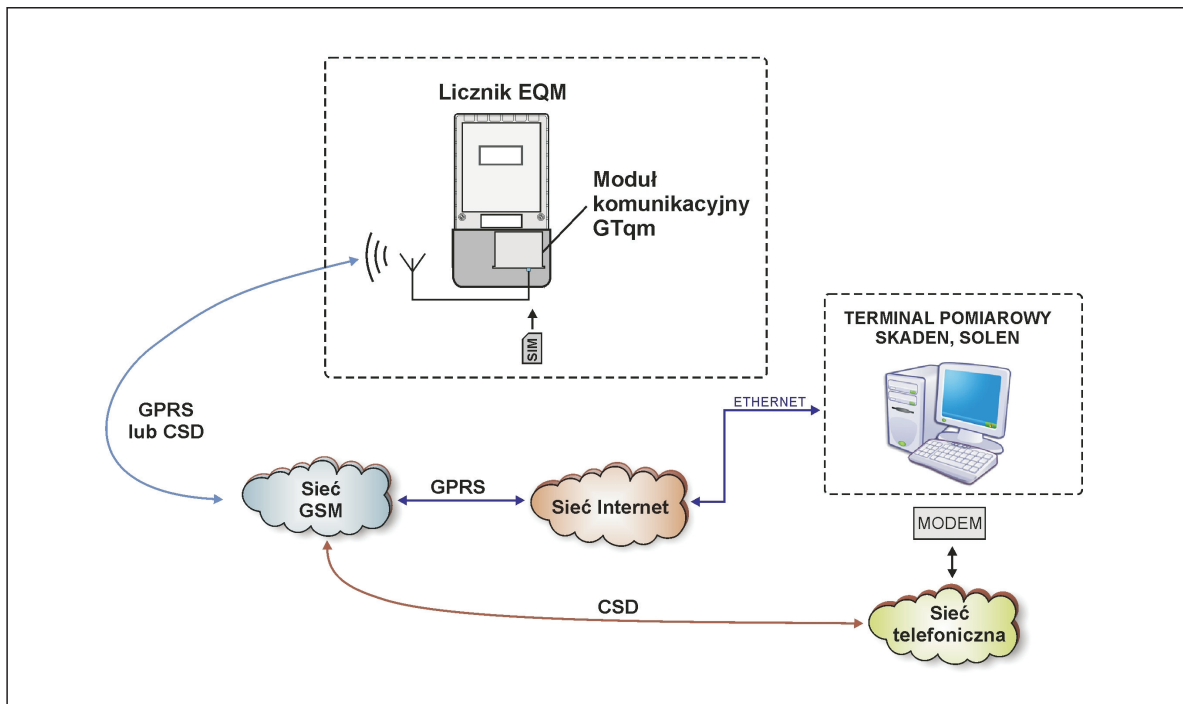 Licznik EQM
Moduł
komunikacyjny
GTqm
SIM
TERMINAL POMIAROWY
SKADEN, SOLEN
ETHERNET
GPRS
lub CSD
Sieć
GSM
GPRS
Sieć Internet
MODEM
CSD
Sieć
telefoniczna